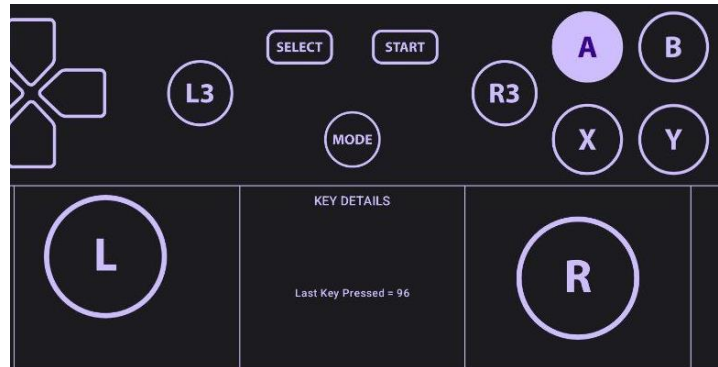 SELECT START
A B
L3 R3
MODE
X Y
KEY DETAILS
L
R
Last Key Pressed = 96